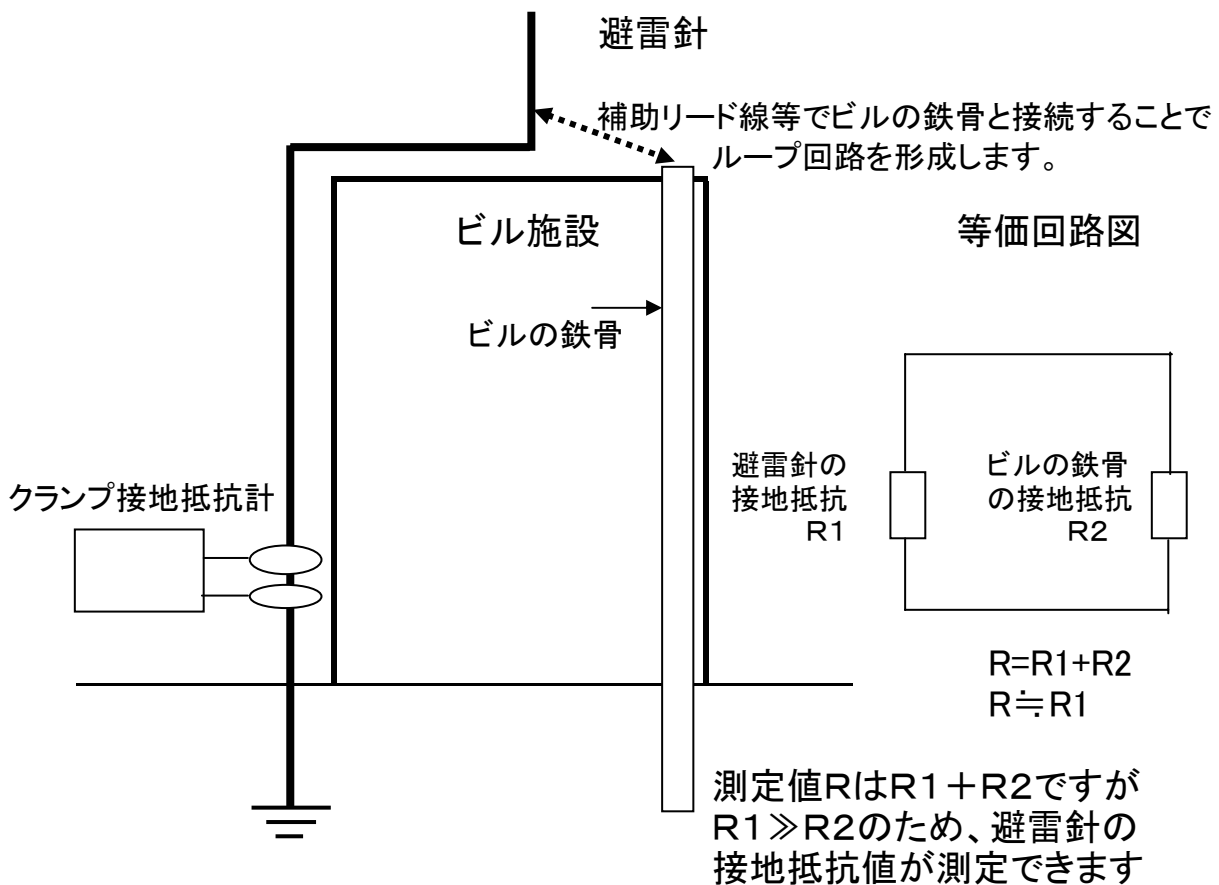 避雷針
補助リード線等でビルの鉄骨と接続することで
ループ回路を形成します。
ビル施設
等価回路図
ビルの鉄骨
クランプ接地抵抗計
避雷針の
接地抵抗
R1
ビルの鉄骨
の接地抵抗
R2
R=R1+R2
R≒R1
測定値RはR1+R2ですが
R1≫R2のため、避雷針の
接地抵抗値が測定できます